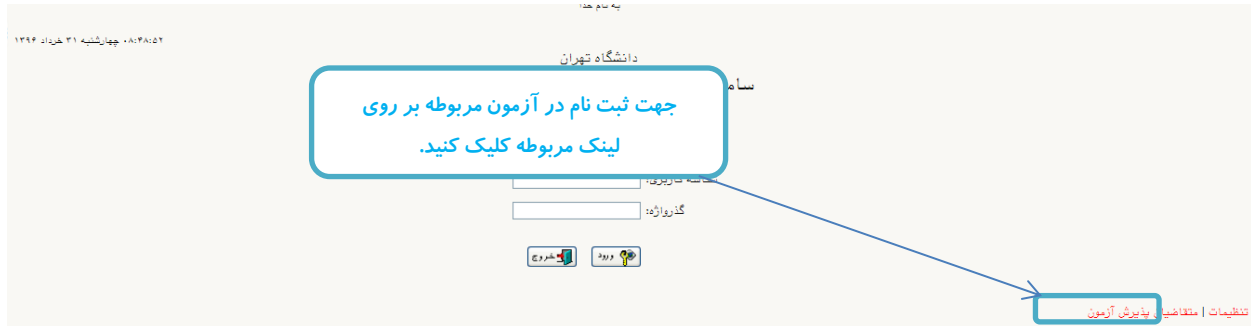 به نام خدا
۰۸:۴۸:۵۲ چهارشنبه ۳۱ خرداد ۱۳۹۶
دانشگاه تهران
جهت ثبت نام در آزمون مربوطه بر روی
لینک مربوطه کلیک کنید.
کاربری:
گذرواژه:
ورود خروج
تنظیمات | متقاضیان پذیرش آزمون